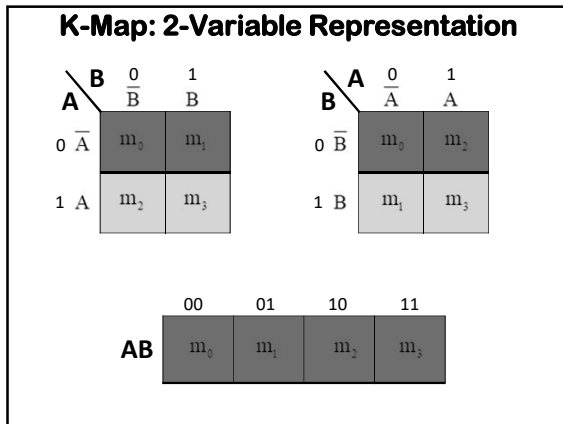 K-Map: 2-Variable Representation
B 0 1
A B̅ B
0 A̅ m₀ m₁
1 A m₂ m₃
A 0 1
B A̅ A
0 B̅ m₀ m₂
1 B m₁ m₃
00 01 10 11
AB m₀ m₁ m₂ m₃